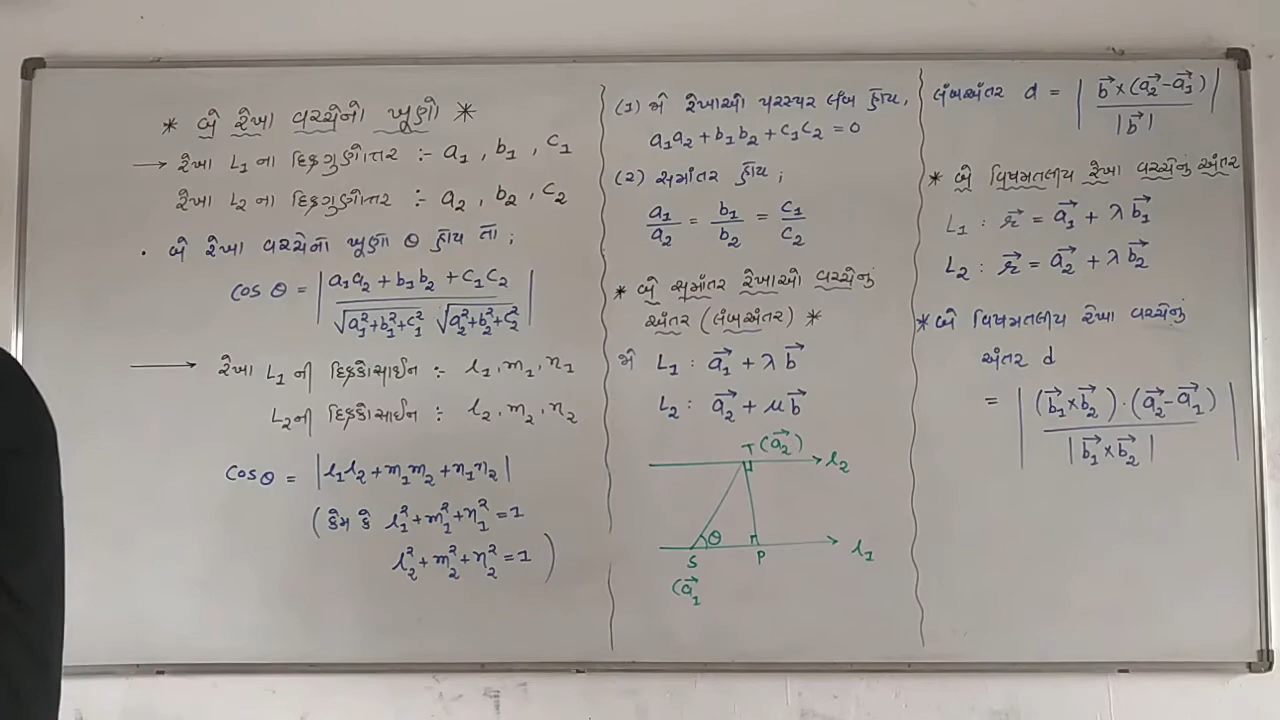 * બે રેખા વચ્ચેનો ખૂણો *
→ રેખા L₁ ના દિક્ગુણોત્તર :- a₁, b₁, c₁
રેખા L₂ ના દિક્ગુણોત્તર :- a₂, b₂, c₂
· બે રેખા વચ્ચેનો ખૂણો θ હોય તો ;
cos θ = | (a₁a₂ + b₁b₂ + c₁c₂) / (√(a₁²+b₁²+c₁²) √(a₂²+b₂²+c₂²)) |
→ રેખા L₁ ની દિક્કોસાઈન :- l₁, m₁, n₁
L₂ની દિક્કોસાઈન :- l₂, m₂, n₂
cosθ = |l₁l₂ + m₁m₂ + n₁n₂|
(કેમ કે l₁² + m₁² + n₁² = 1
l₂² + m₂² + n₂² = 1)
(1) જો રેખાઓ પરસ્પર લંબ હોય,
a₁a₂ + b₁b₂ + c₁c₂ = 0
(2) સમાંતર હોય ;
a₁/a₂ = b₁/b₂ = c₁/c₂
* બે સમાંતર રેખાઓ વચ્ચેનું
અંતર (લંબઅંતર) *
જો L₁ : a⃗₁ + λb⃗
L₂ : a⃗₂ + μb⃗
T (a⃗₂)
l₂
θ
l₁
S P
(a⃗₁
લંબઅંતર d = | b⃗ × (a⃗₂ - a⃗₁) / |b⃗| |
* બે વિષમતલીય રેખા વચ્ચેનું અંતર
L₁ : r⃗ = a⃗₁ + λb⃗₁
L₂ : r⃗ = a⃗₂ + λb⃗₂
* બે વિષમતલીય રેખા વચ્ચેનું
અંતર d
= | (b⃗₁ × b⃗₂) · (a⃗₂ - a⃗₁) / |b⃗₁ × b⃗₂| |